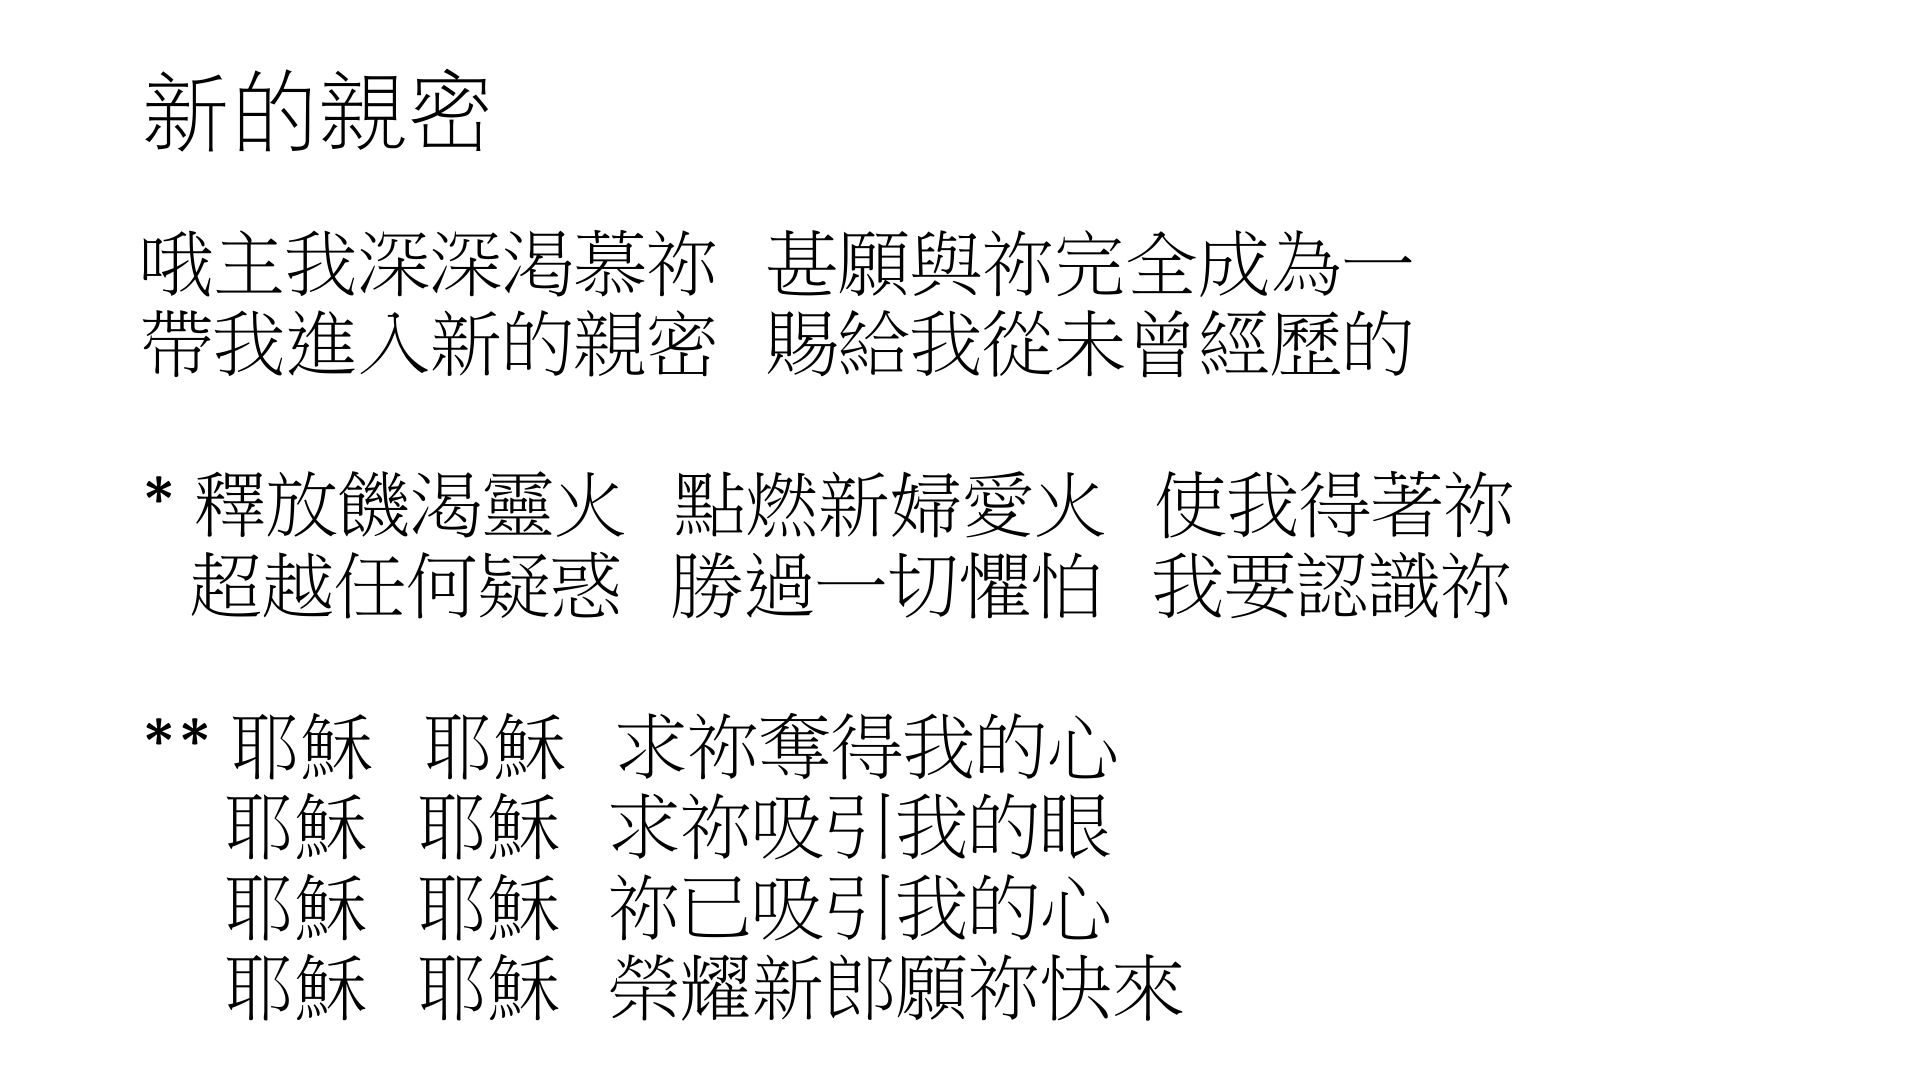 新的親密
哦主我深深渴慕祢 甚願與祢完全成為一
帶我進入新的親密 賜給我從未曾經歷的
* 釋放饑渴靈火 點燃新婦愛火 使我得著祢
超越任何疑惑 勝過一切懼怕 我要認識祢
** 耶穌 耶穌 求祢奪得我的心
耶穌 耶穌 求祢吸引我的眼
耶穌 耶穌 祢已吸引我的心
耶穌 耶穌 榮耀新郎願祢快來